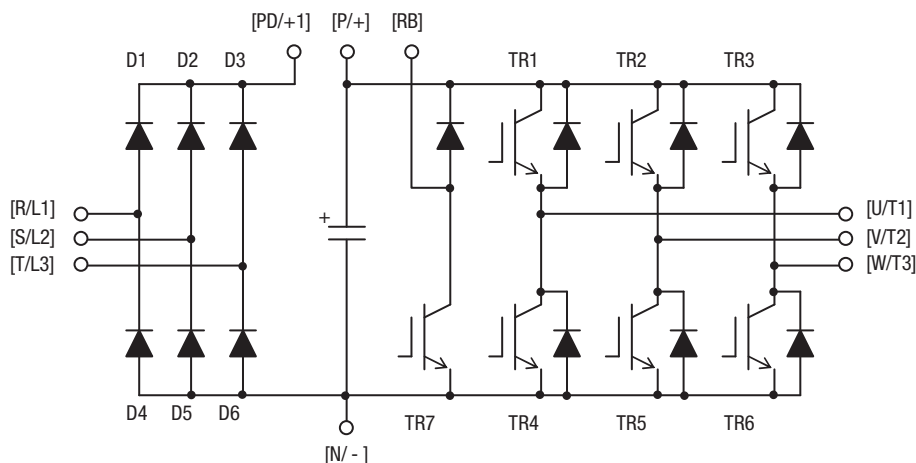 [PD/+1] [P/+] [RB]
D1 D2 D3 TR1 TR2 TR3
[R/L1] [U/T1]
+
[S/L2] [V/T2]
[T/L3] [W/T3]
D4 D5 D6 TR7 TR4 TR5 TR6
[N/ - ]